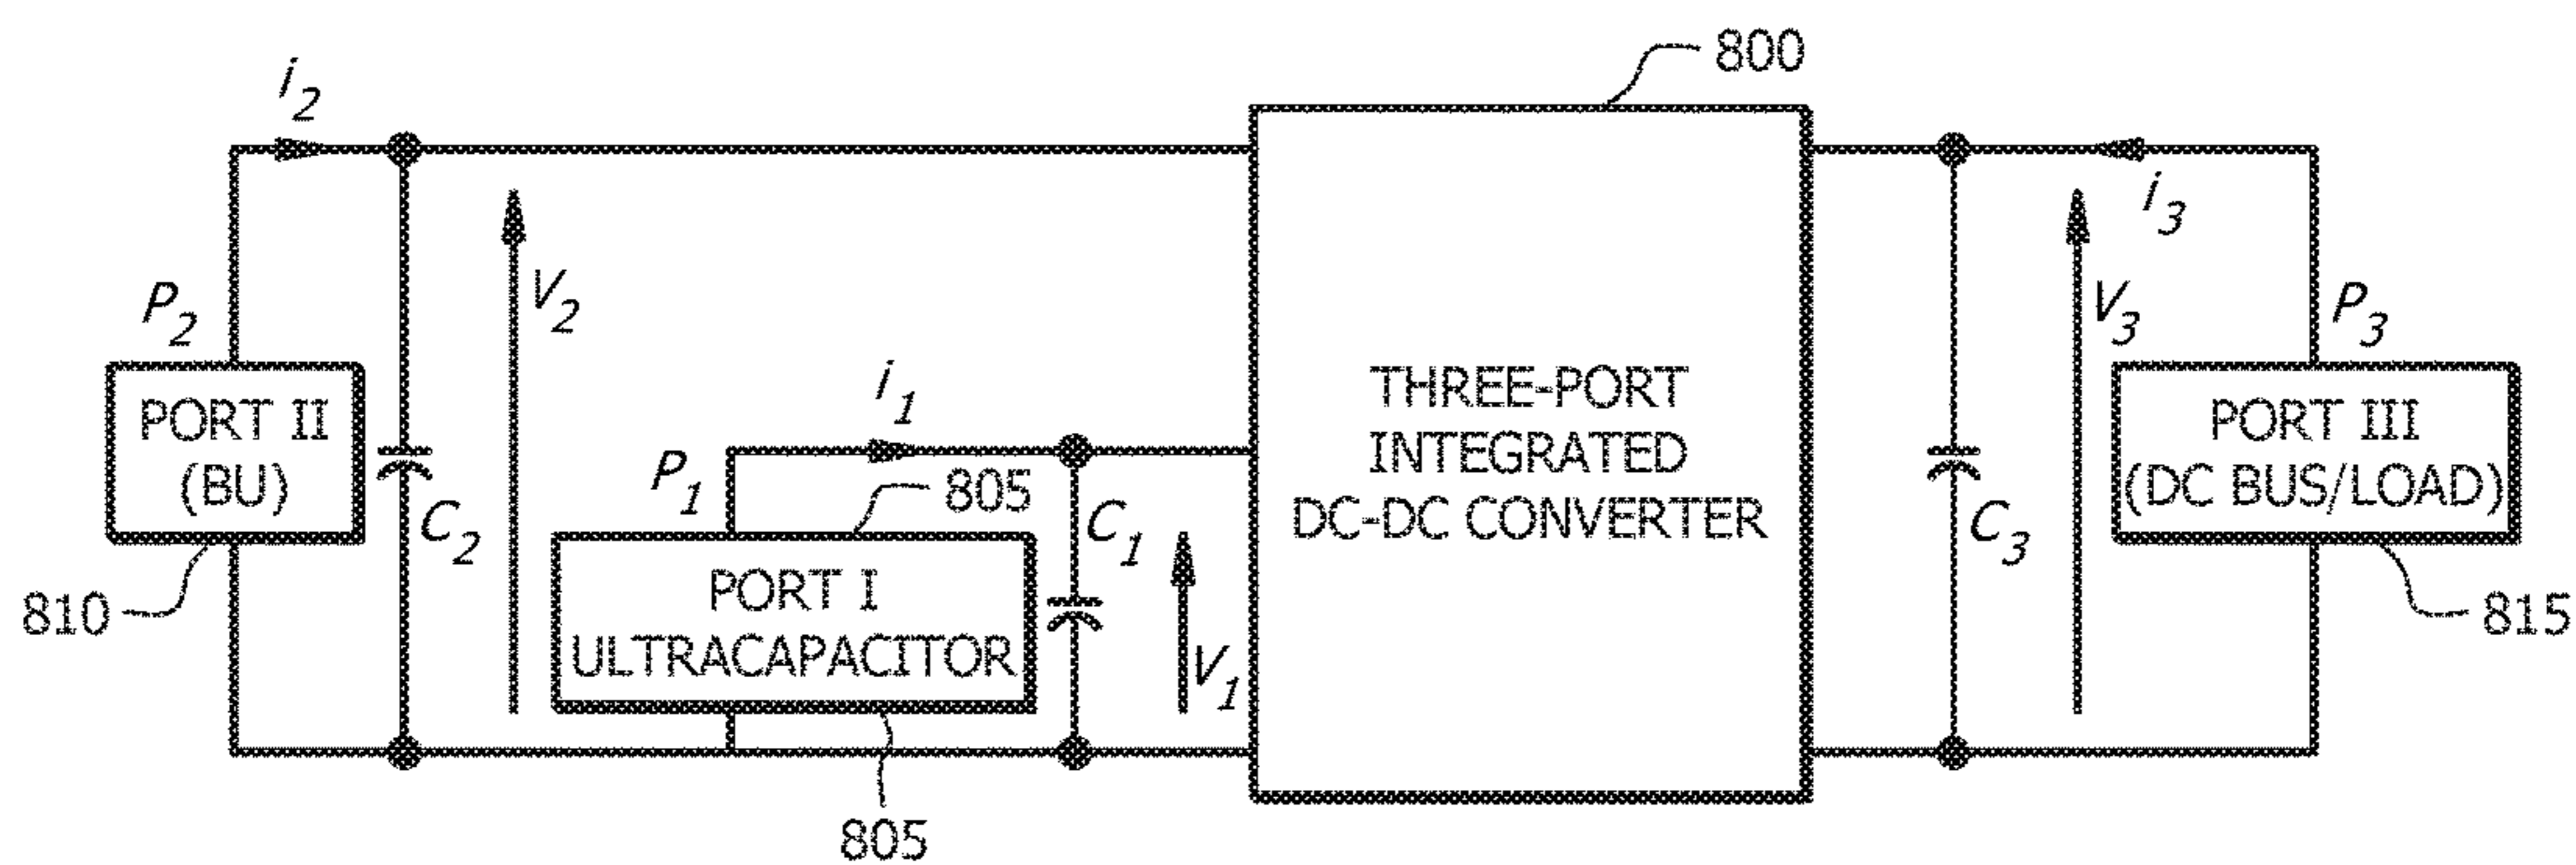 800
i2
i3
P2
V2
V3
P3
PORT II
(BU)
C2
i1
P1
805
C1
V1
PORT I
ULTRACAPACITOR
805
810
THREE-PORT
INTEGRATED
DC-DC CONVERTER
C3
PORT III
(DC BUS/LOAD)
815